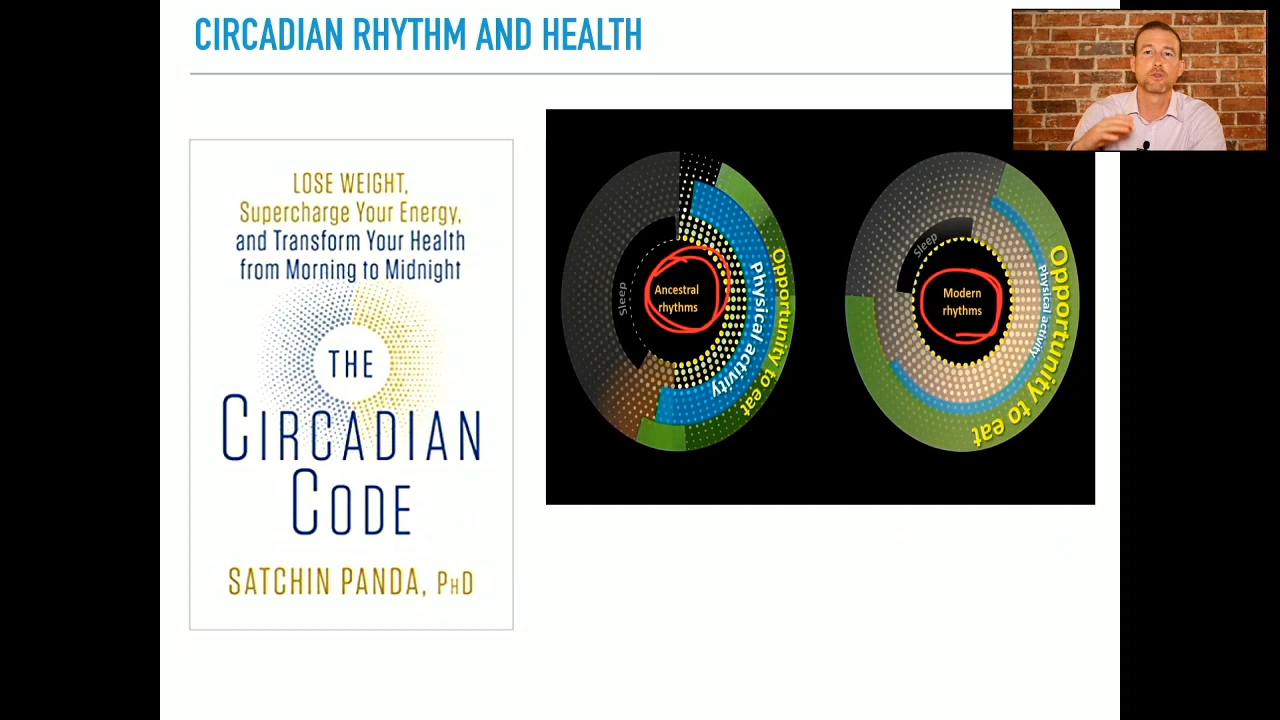 CIRCADIAN RHYTHM AND HEALTH
LOSE WEIGHT,
Supercharge Your Energy,
and Transform Your Health
from Morning to Midnight
THE
CIRCADIAN
CODE
SATCHIN PANDA, PHD
Sleep
Ancestral
rhythms
Physical activity
Opportunity to eat
Sleep
Modern
rhythms
Physical activity
Opportunity to eat